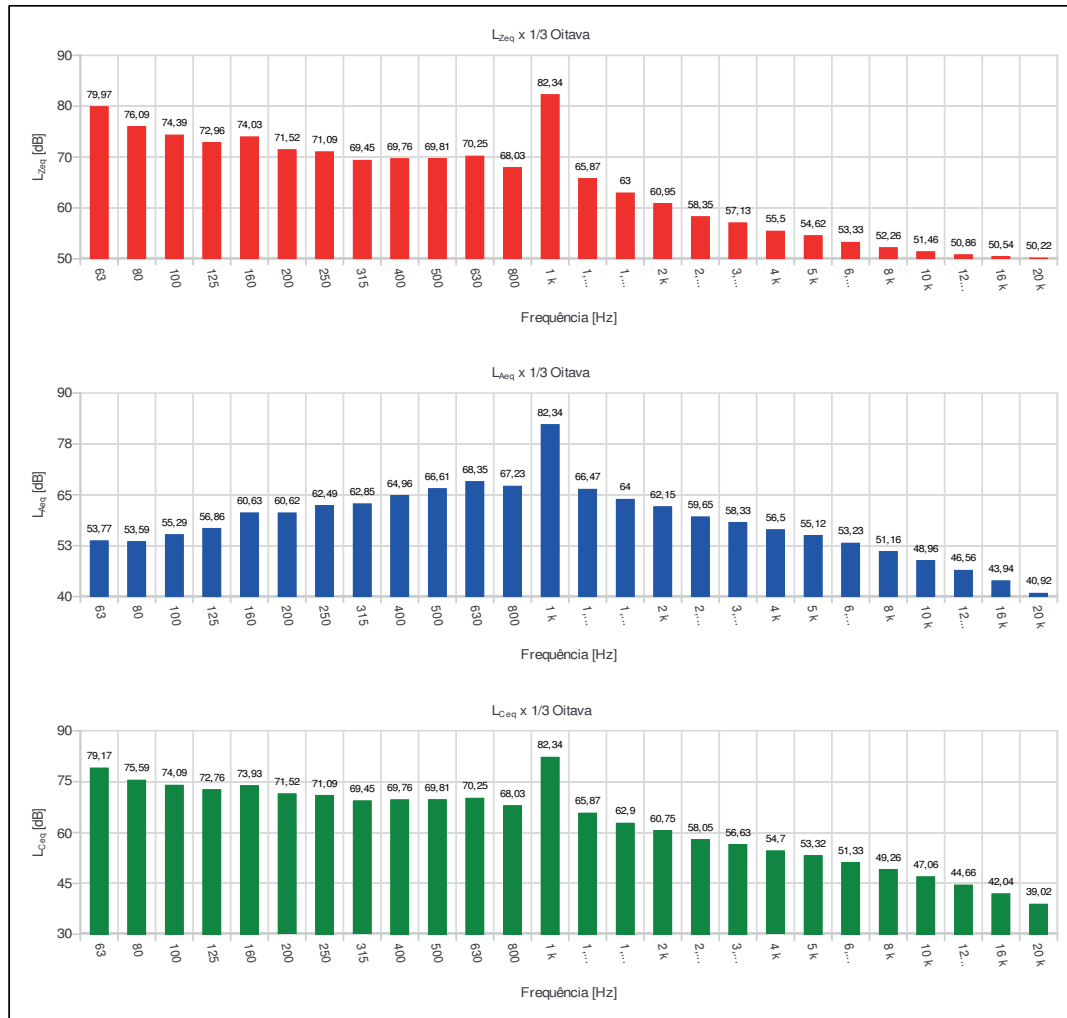 L_Zeq x 1/3 Oitava
L_Zeq [dB]
90
80
70
60
50
79,97 76,09 74,39 72,96 74,03 71,52 71,09 69,45 69,76 69,81 70,25 68,03 82,34 65,87 63 60,95 58,35 57,13 55,5 54,62 53,33 52,26 51,46 50,86 50,54 50,22
63 80 100 125 160 200 250 315 400 500 630 800 1 k 1,... 1,... 2 k 2,... 3,... 4 k 5 k 6,... 8 k 10 k 12... 16 k 20 k
Frequência [Hz]
L_Aeq x 1/3 Oitava
L_Aeq [dB]
90
78
65
53
40
53,77 53,59 55,29 56,86 60,63 60,62 62,49 62,85 64,96 66,61 68,35 67,23 82,34 66,47 64 62,15 59,65 58,33 56,5 55,12 53,23 51,16 48,96 46,56 43,94 40,92
63 80 100 125 160 200 250 315 400 500 630 800 1 k 1,... 1,... 2 k 2,... 3,... 4 k 5 k 6,... 8 k 10 k 12... 16 k 20 k
Frequência [Hz]
L_Ceq x 1/3 Oitava
L_Ceq [dB]
90
75
60
45
30
79,17 75,59 74,09 72,76 73,93 71,52 71,09 69,45 69,76 69,81 70,25 68,03 82,34 65,87 62,9 60,75 58,05 56,63 54,7 53,32 51,33 49,26 47,06 44,66 42,04 39,02
63 80 100 125 160 200 250 315 400 500 630 800 1 k 1,... 1,... 2 k 2,... 3,... 4 k 5 k 6,... 8 k 10 k 12... 16 k 20 k
Frequência [Hz]